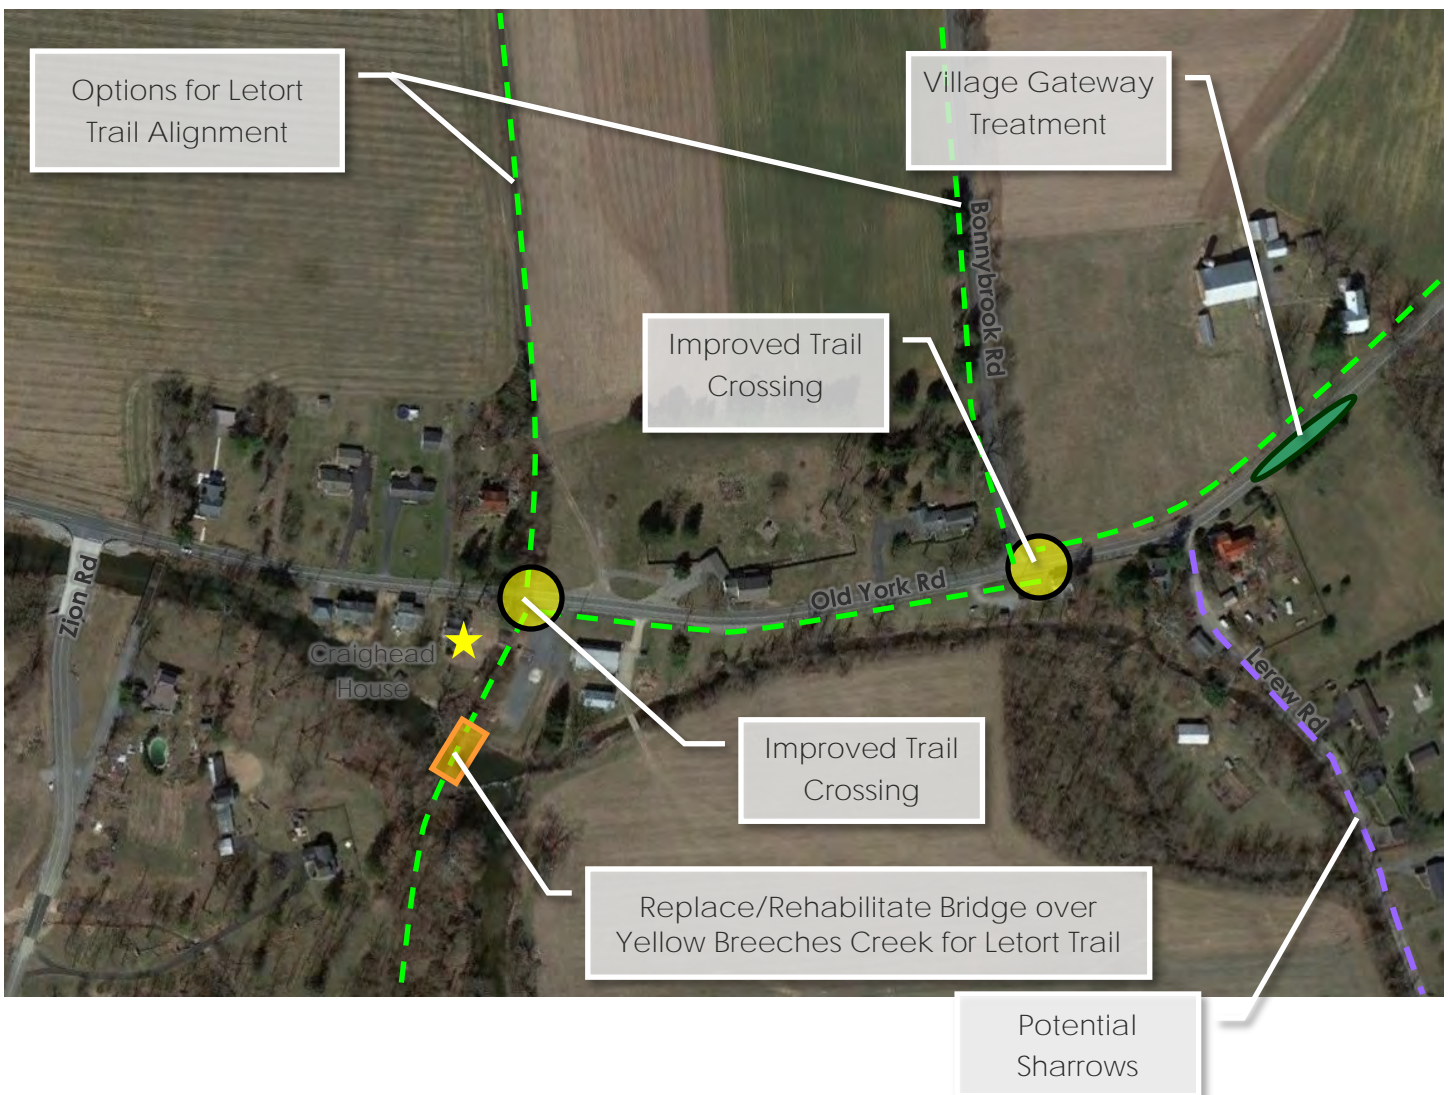 Options for Letort
Trail Alignment
Village Gateway
Treatment
Bonnybrook Rd
Improved Trail
Crossing
Zion Rd
Old York Rd
Craighead
House
Lerew Rd
Improved Trail
Crossing
Replace/Rehabilitate Bridge over
Yellow Breeches Creek for Letort Trail
Potential
Sharrows